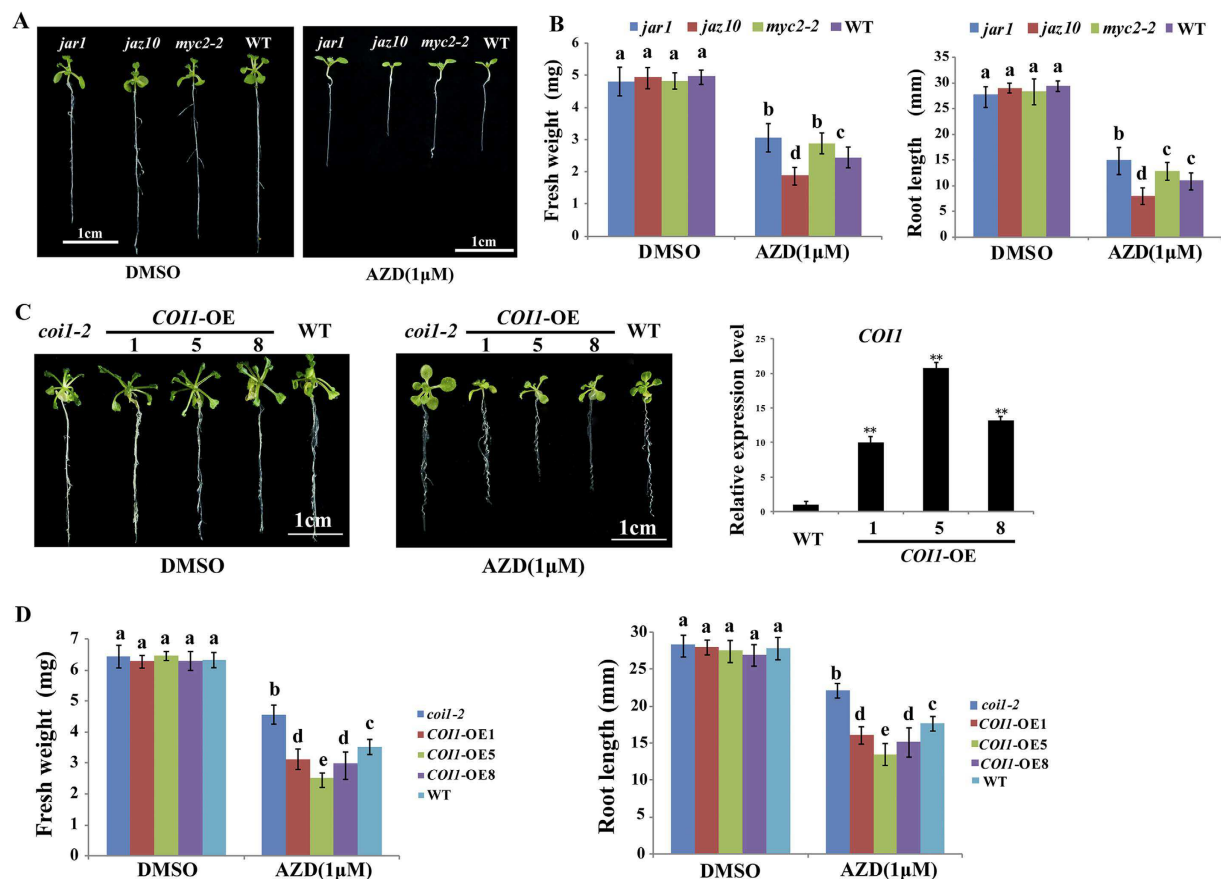 A
jar1 jaz10 myc2-2 WT
1cm
DMSO
jar1 jaz10 myc2-2 WT
1cm
AZD(1μM)
B
jar1 jaz10 myc2-2 WT
Fresh weight (mg)
6
5
4
3
2
1
0
a a a a
b d b c
DMSO AZD(1μM)
jar1 jaz10 myc2-2 WT
Root length (mm)
35
30
25
20
15
10
5
0
a a a a
b d c c
DMSO AZD(1μM)
C
coi1-2 COI1-OE WT
1 5 8
1cm
DMSO
coi1-2 COI1-OE WT
1 5 8
1cm
AZD(1μM)
COI1
Relative expression level
25
20
15
10
5
0
** ** **
WT 1 5 8
COI1-OE
D
Fresh weight (mg)
7
6
5
4
3
2
1
0
a a a a a
b d e d c
DMSO AZD(1μM)
coi1-2
COI1-OE1
COI1-OE5
COI1-OE8
WT
Root length (mm)
30
25
20
15
10
5
0
a a a a a
b d e d c
DMSO AZD(1μM)
coi1-2
COI1-OE1
COI1-OE5
COI1-OE8
WT